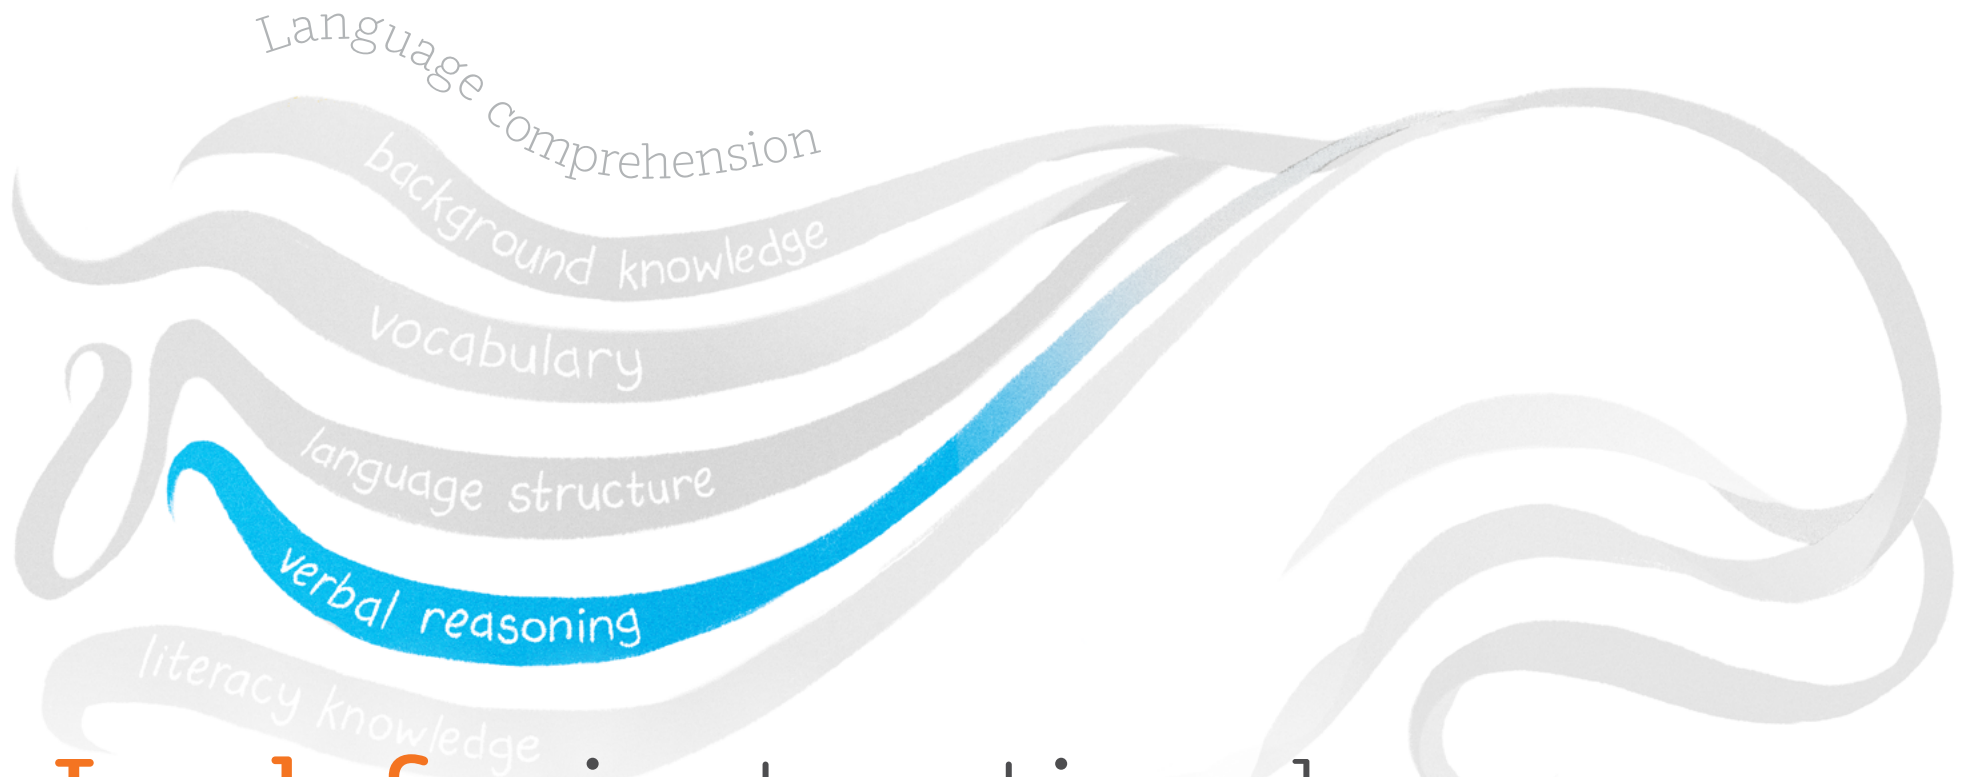 Language comprehension
background knowledge
vocabulary
language structure
verbal reasoning
literacy knowledge